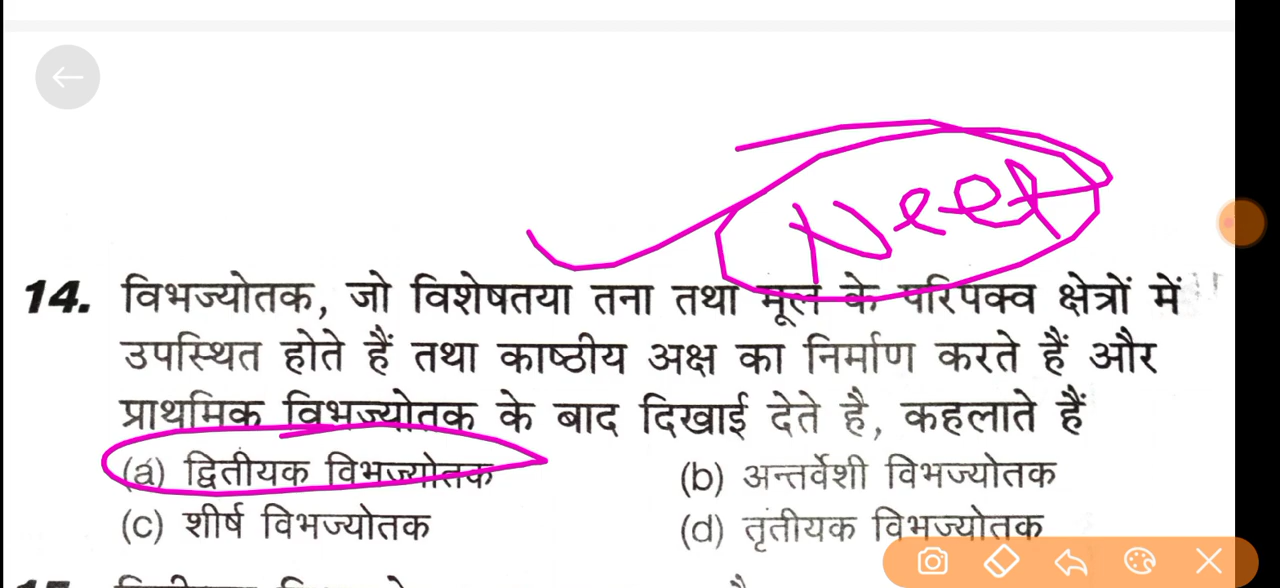 Neet
14. विभज्योतक, जो विशेषतया तना तथा मूल के परिपक्व क्षेत्रों में
उपस्थित होते हैं तथा काष्ठीय अक्ष का निर्माण करते हैं और
प्राथमिक विभज्योतक के बाद दिखाई देते है, कहलाते हैं
(a) द्वितीयक विभज्योतक (b) अन्तर्वेशी विभज्योतक
(c) शीर्ष विभज्योतक (d) तृतीयक विभज्योतक